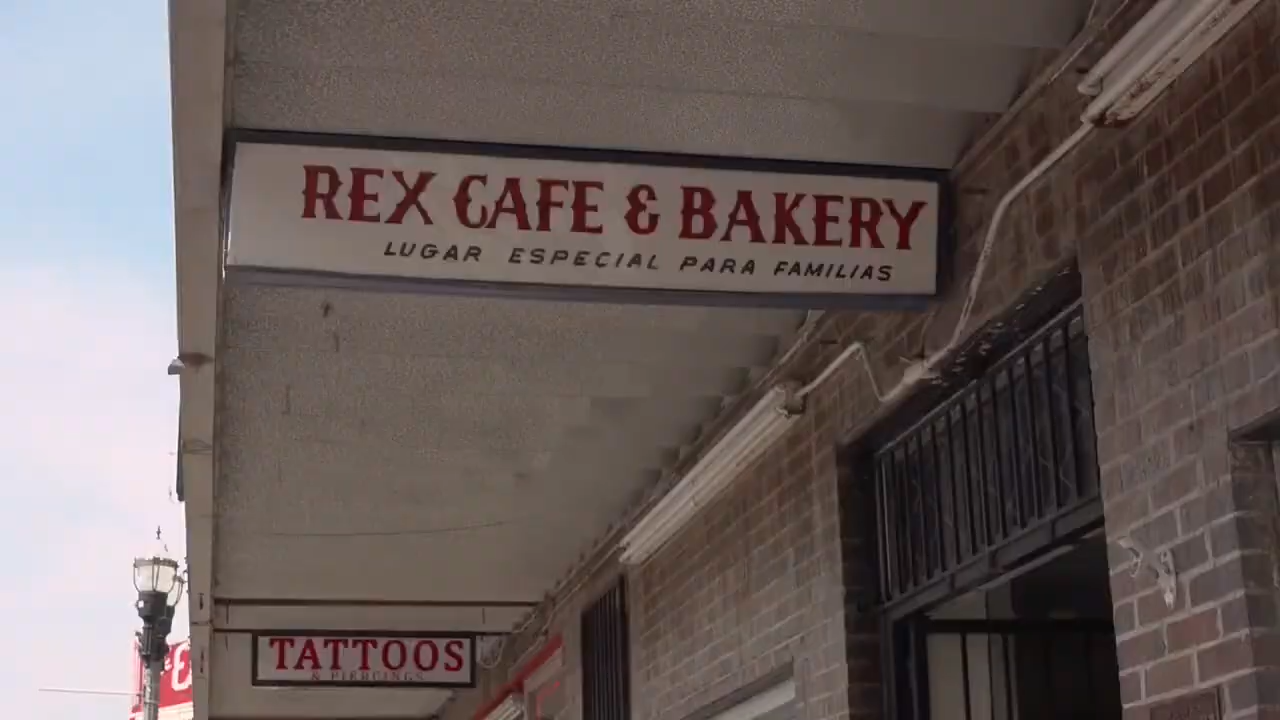 REX CAFE & BAKERY
LUGAR ESPECIAL PARA FAMILIAS
TATTOOS
& PIERCINGS